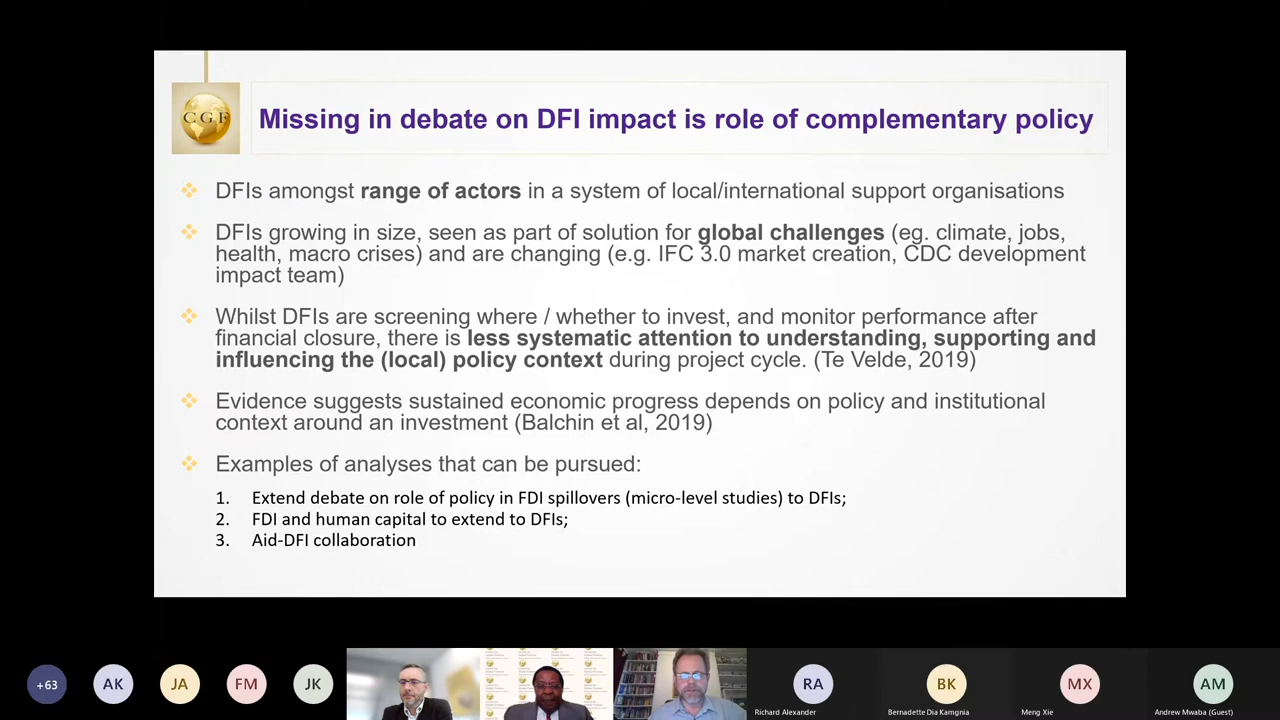 CGF
Missing in debate on DFI impact is role of complementary policy
DFIs amongst range of actors in a system of local/international support organisations
DFIs growing in size, seen as part of solution for global challenges (eg. climate, jobs,
health, macro crises) and are changing (e.g. IFC 3.0 market creation, CDC development
impact team)
Whilst DFIs are screening where / whether to invest, and monitor performance after
financial closure, there is less systematic attention to understanding, supporting and
influencing the (local) policy context during project cycle. (Te Velde, 2019)
Evidence suggests sustained economic progress depends on policy and institutional
context around an investment (Balchin et al, 2019)
Examples of analyses that can be pursued:
1. Extend debate on role of policy in FDI spillovers (micro-level studies) to DFIs;
2. FDI and human capital to extend to DFIs;
3. Aid-DFI collaboration
+63
AK
JA
FM
JK
RA
BK
MX
AM
Richard Alexander
Bernadette Dia Kamgnia
Meng Xie
Andrew Mwaba (Guest)